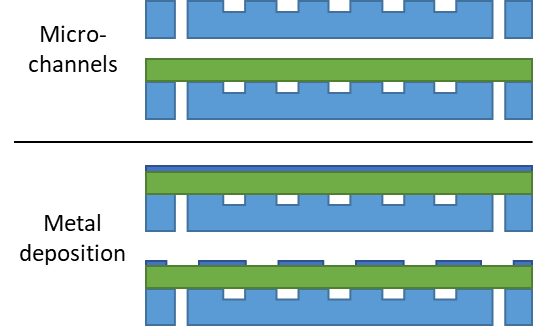 Micro-
channels
Metal
deposition